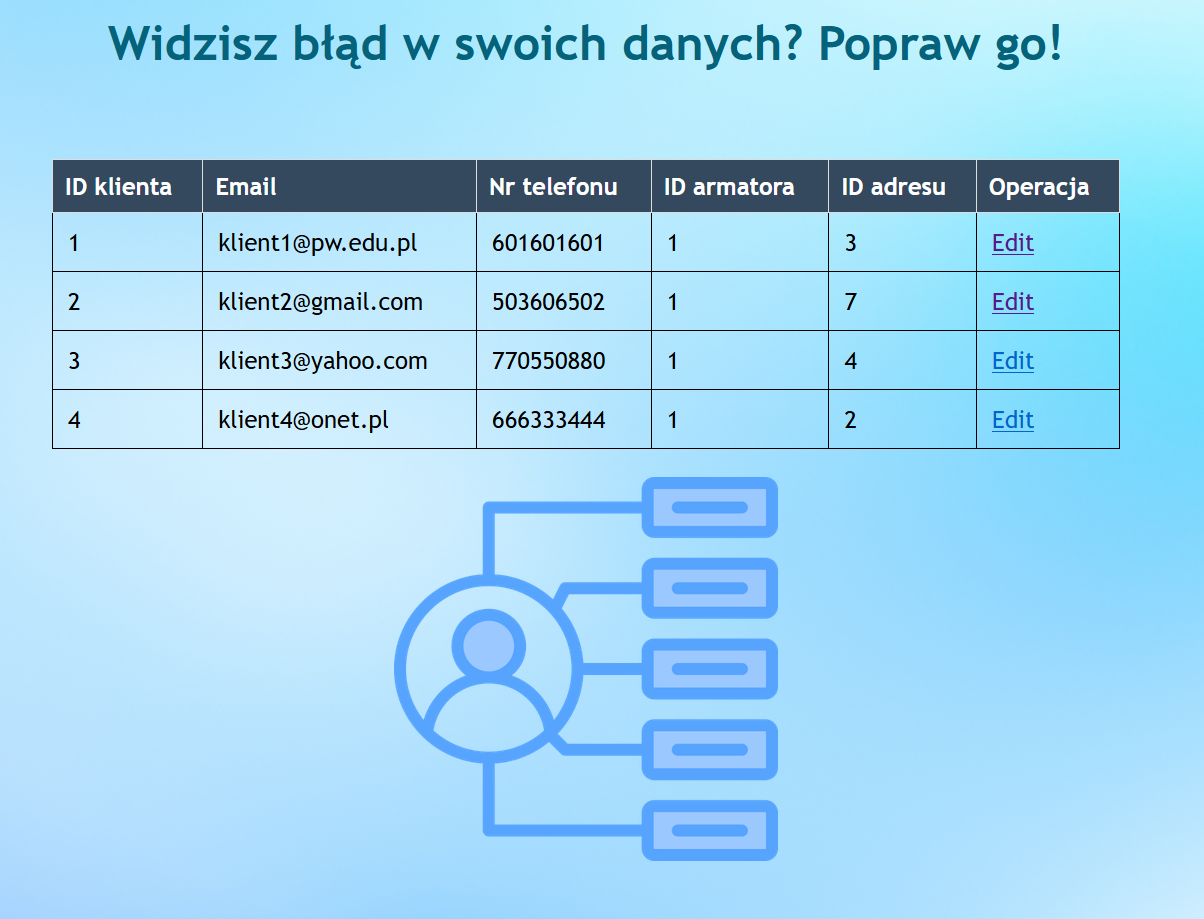 Widzisz błąd w swoich danych? Popraw go!
ID klienta Email Nr telefonu ID armatora ID adresu Operacja
1 klient1@pw.edu.pl 601601601 1 3 Edit
2 klient2@gmail.com 503606502 1 7 Edit
3 klient3@yahoo.com 770550880 1 4 Edit
4 klient4@onet.pl 666333444 1 2 Edit